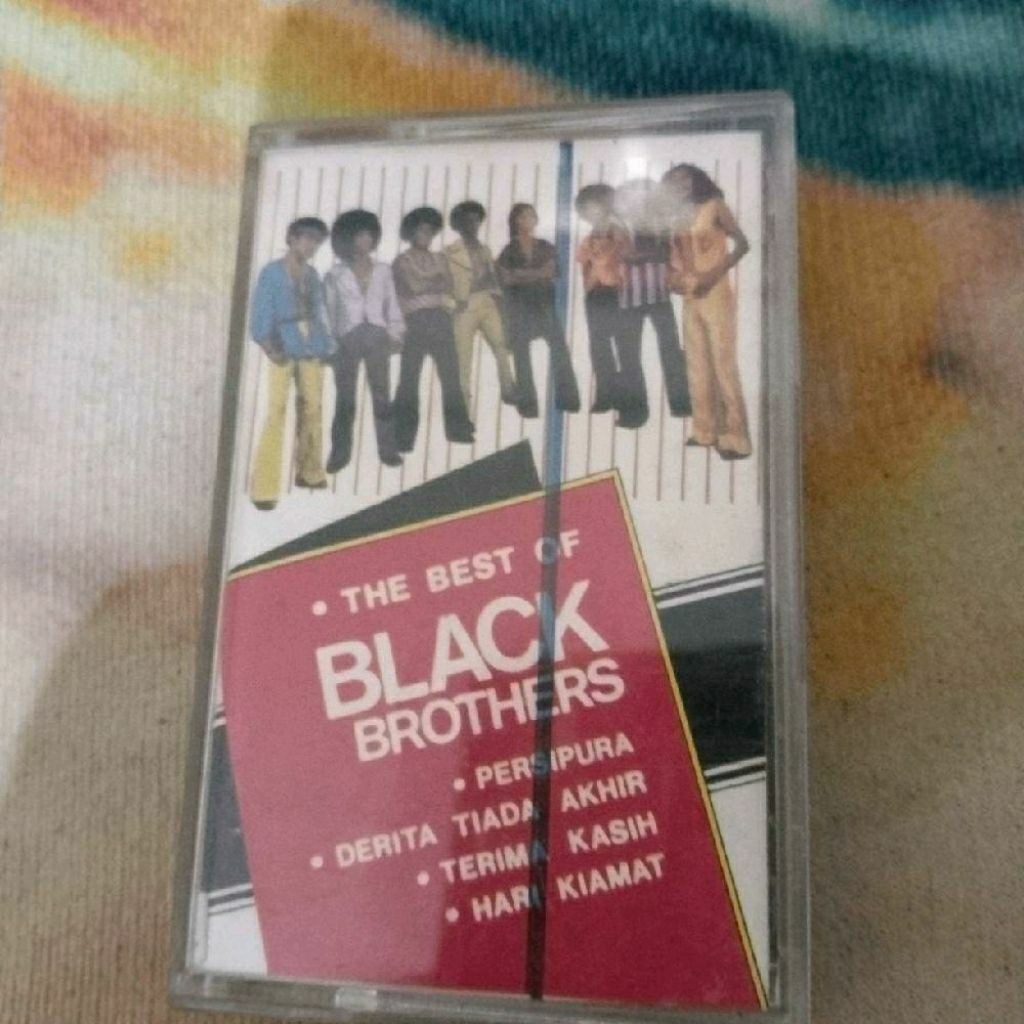 • THE BEST OF
BLACK
BROTHERS
• PERSIPURA
• DERITA TIADA AKHIR
• TERIMA KASIH
• HARI KIAMAT